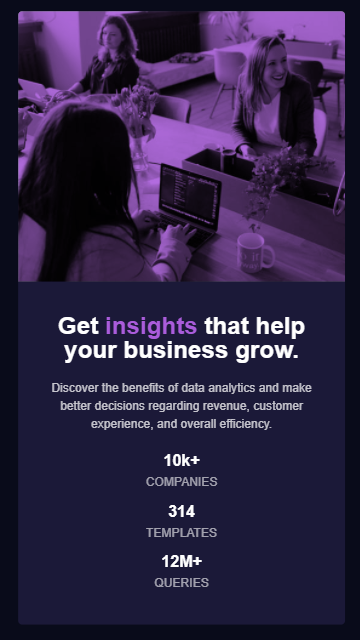 Get insights that help
your business grow.
Discover the benefits of data analytics and make
better decisions regarding revenue, customer
experience, and overall efficiency.
10k+
COMPANIES
314
TEMPLATES
12M+
QUERIES